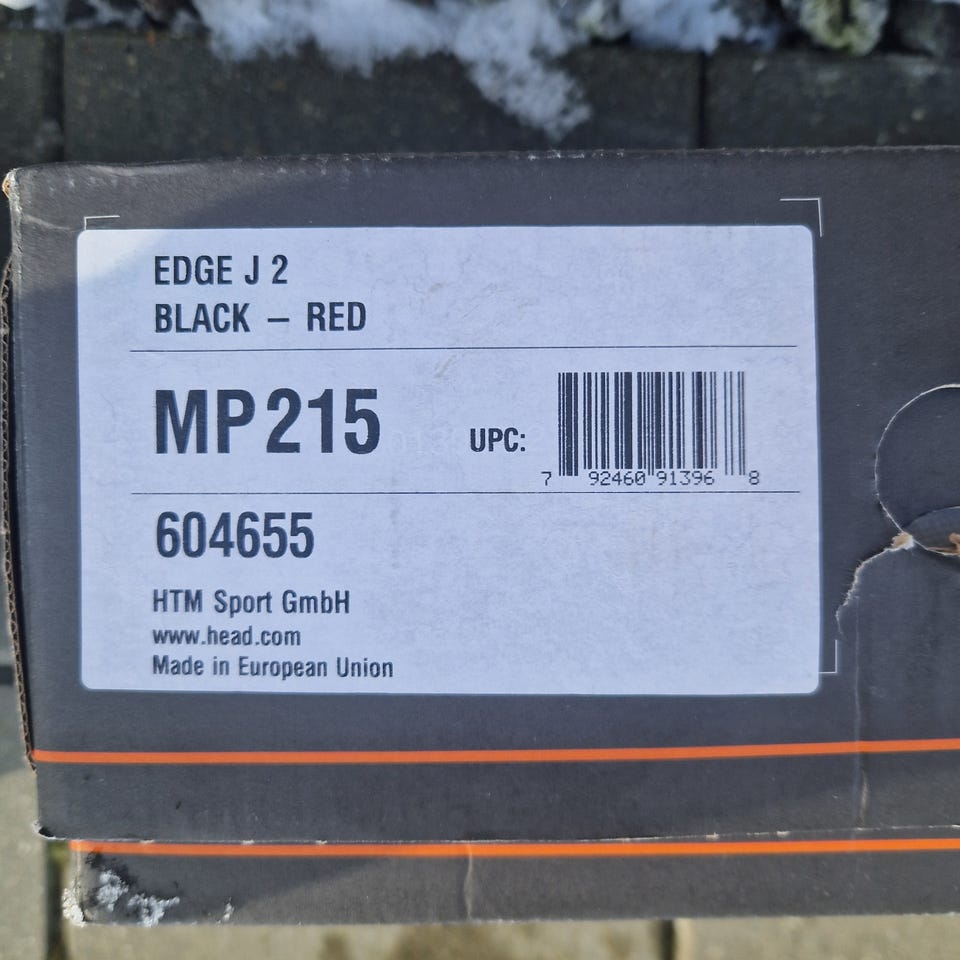 EDGE J 2
BLACK – RED
MP 215
UPC:
7 92460 91396 8
604655
HTM Sport GmbH
www.head.com
Made in European Union